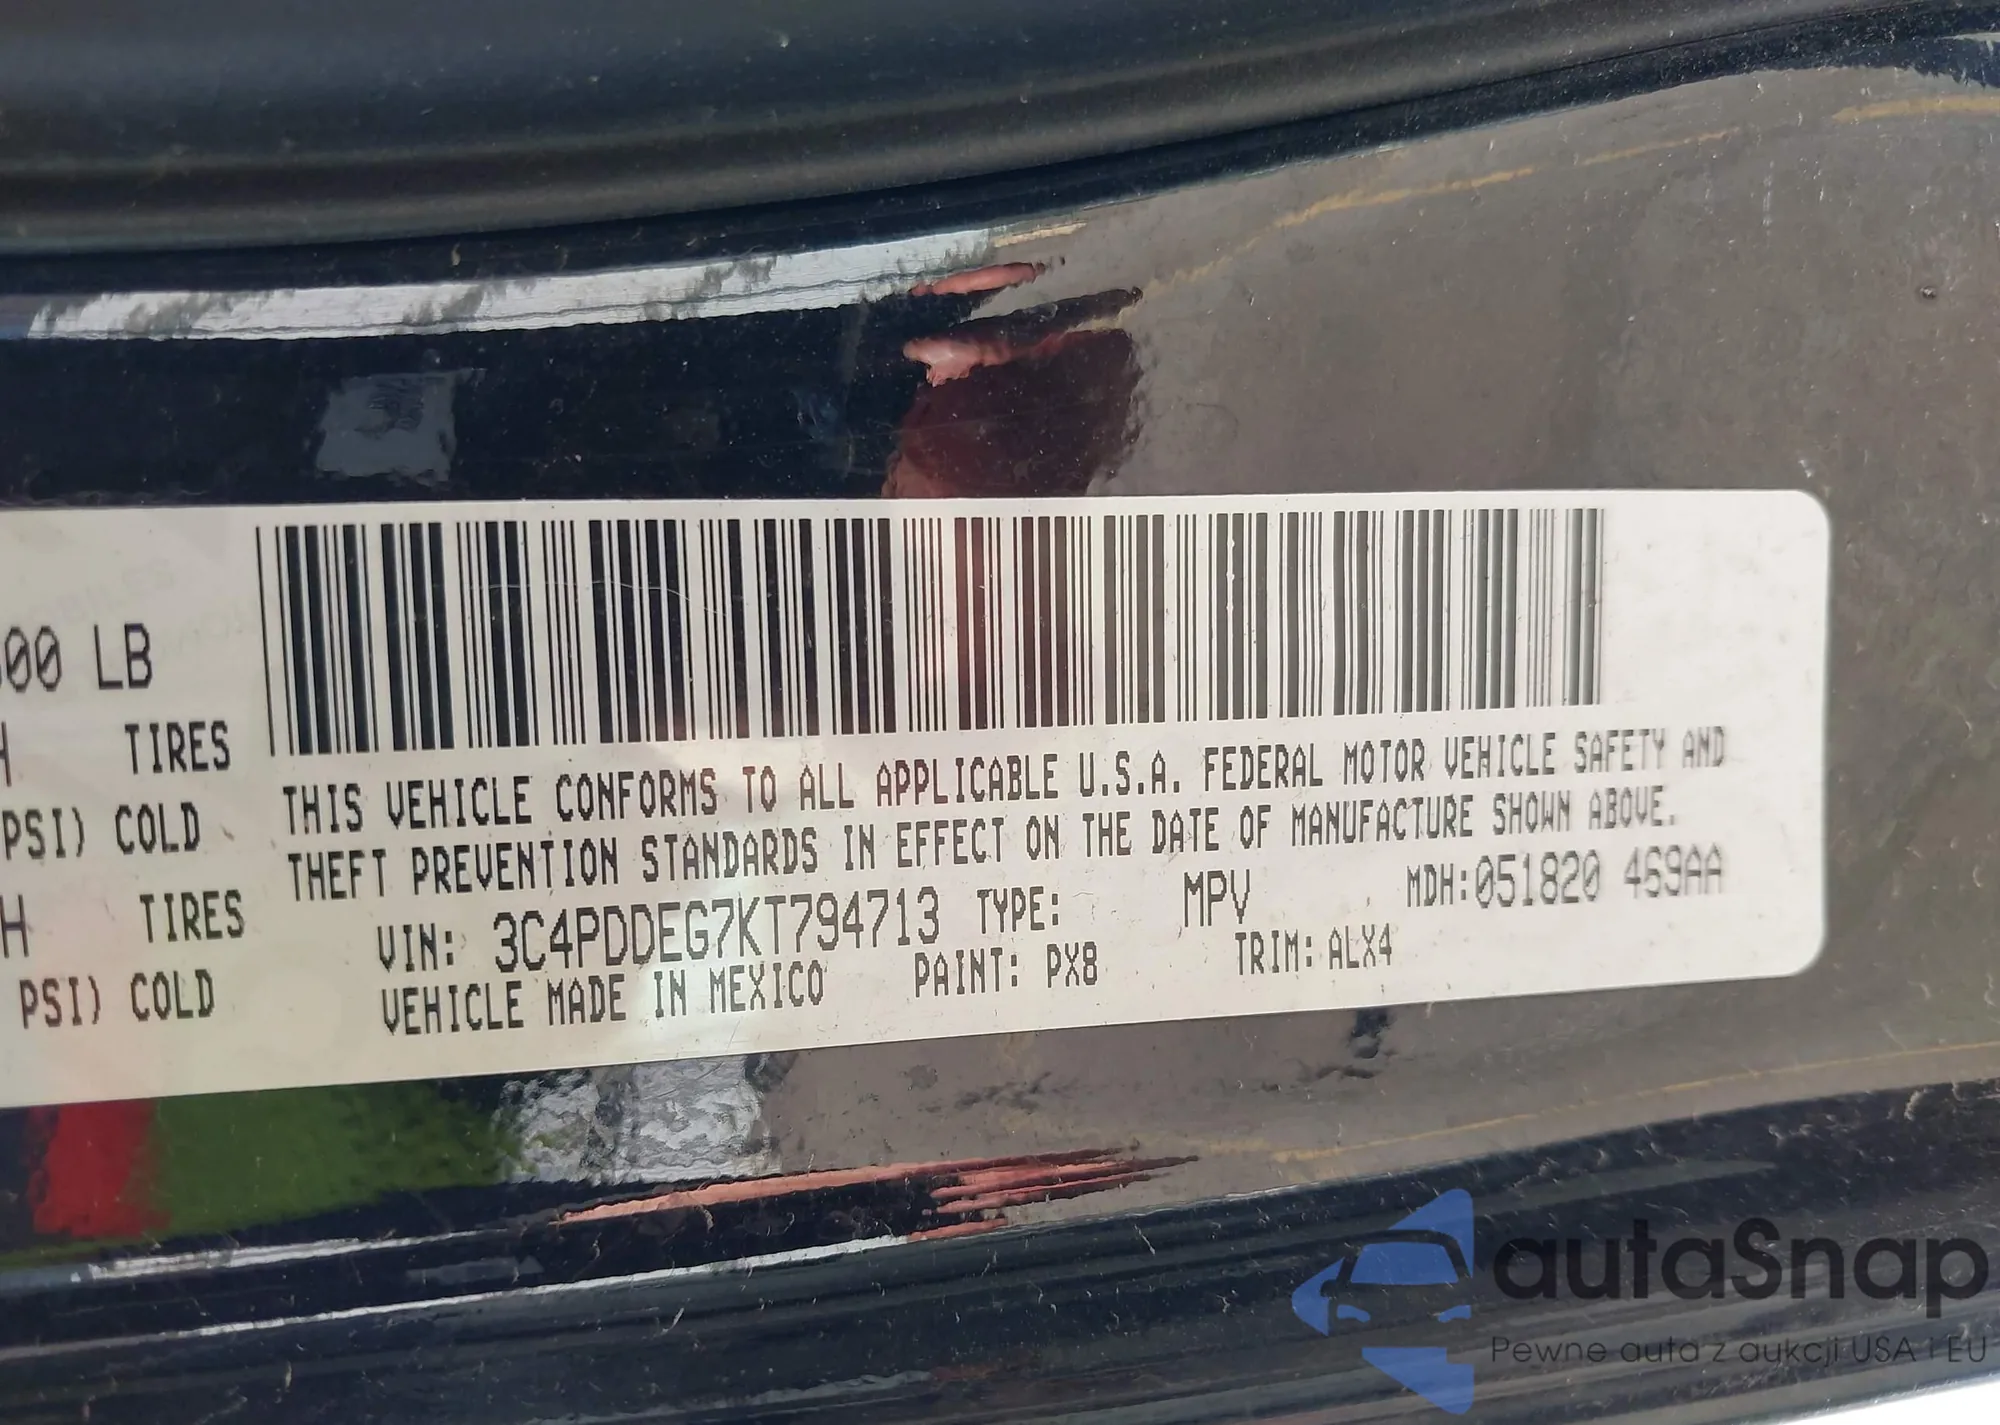 00 LB
H TIRES
PSI) COLD
H TIRES
PSI) COLD
THIS VEHICLE CONFORMS TO ALL APPLICABLE U.S.A. FEDERAL MOTOR VEHICLE SAFETY AND
THEFT PREVENTION STANDARDS IN EFFECT ON THE DATE OF MANUFACTURE SHOWN ABOVE.
VIN: 3C4PDDEG7KT794713 TYPE: MPV MDH:051820 469AA
VEHICLE MADE IN MEXICO PAINT: PX8 TRIM: ALX4
autaSnap
Pewne auta z aukcji USA i EU